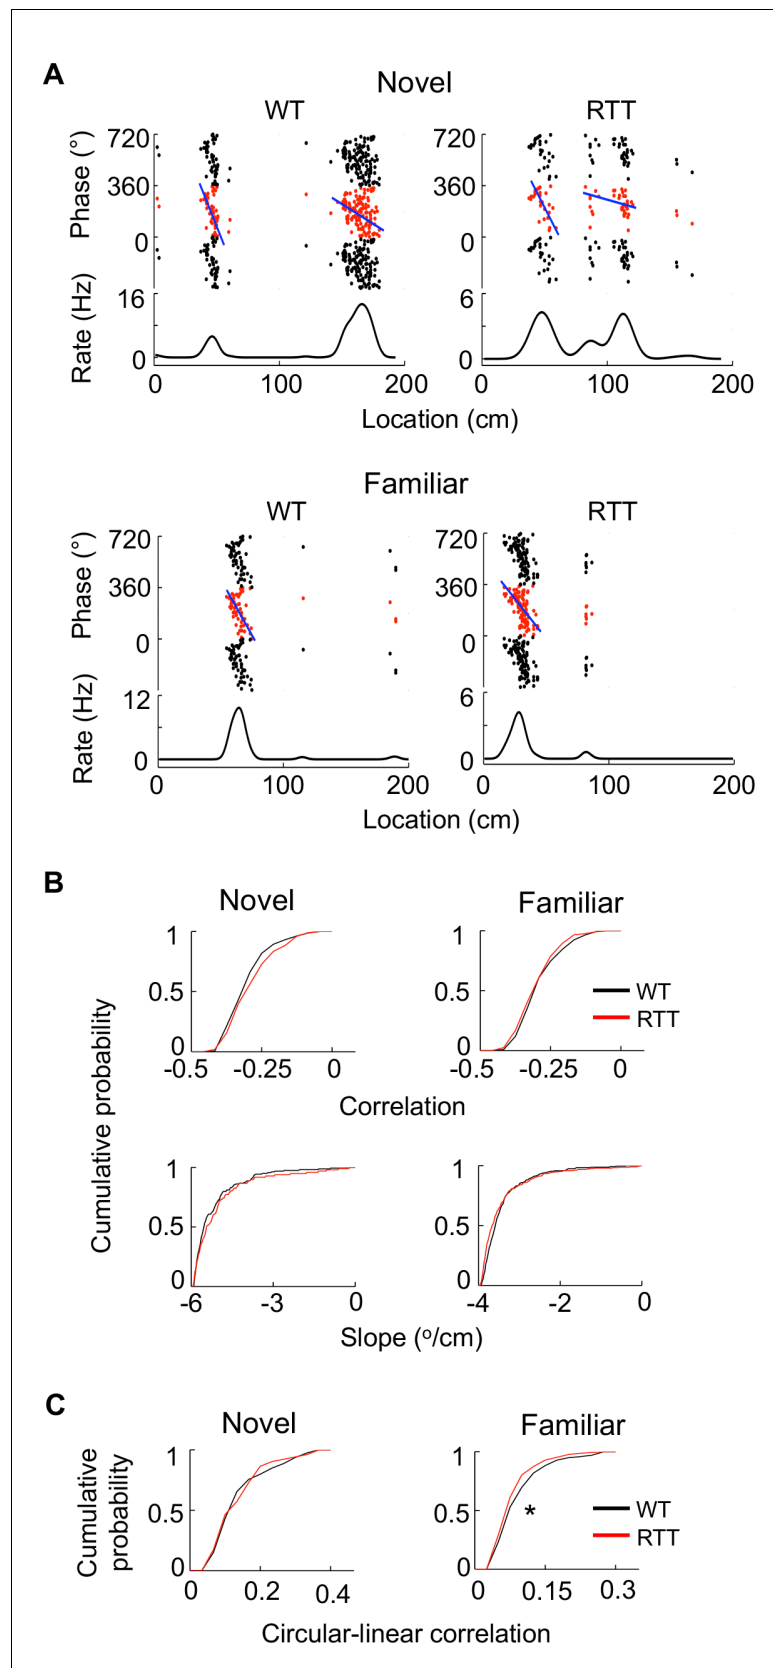 A
Novel
WT RTT
720 720
360 360
0 0
Phase (°)
16 6
0 0
Rate (Hz)
0 100 200 0 100 200
Location (cm)
Familiar
WT RTT
720 720
360 360
0 0
Phase (°)
12 6
0 0
Rate (Hz)
0 100 200 0 100 200
Location (cm)
B
Novel Familiar
1 1
0.5 0.5
0 0
-0.5 -0.25 0 -0.5 -0.25 0
WT
RTT
Correlation
Cumulative probability
1 1
0.5 0.5
0 0
-6 -3 0 -4 -2 0
Slope (o/cm)
C
Novel Familiar
1 1
0.5 0.5
0 0
*
WT
RTT
Cumulative
probability
0 0.2 0.4 0 0.15 0.3
Circular-linear correlation